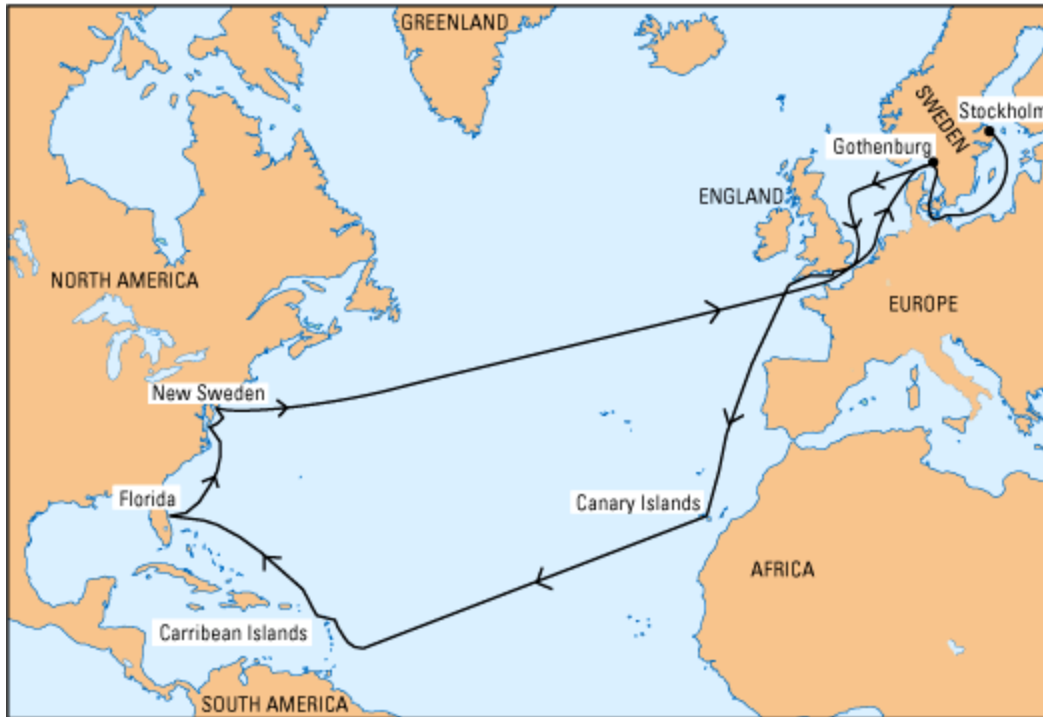 GREENLAND
SWEDEN
Stockholm
Gothenburg
ENGLAND
NORTH AMERICA
EUROPE
New Sweden
Florida
Canary Islands
AFRICA
Carribean Islands
SOUTH AMERICA